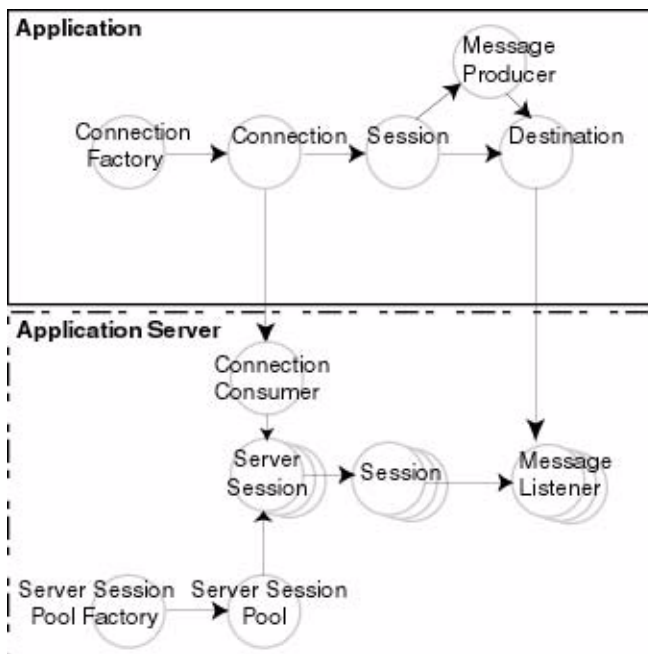 Application
Message
Producer
Connection
Factory
Connection
Session
Destination
Application Server
Connection
Consumer
Server
Session
Session
Message
Listener
Server Session
Pool Factory
Server Session
Pool